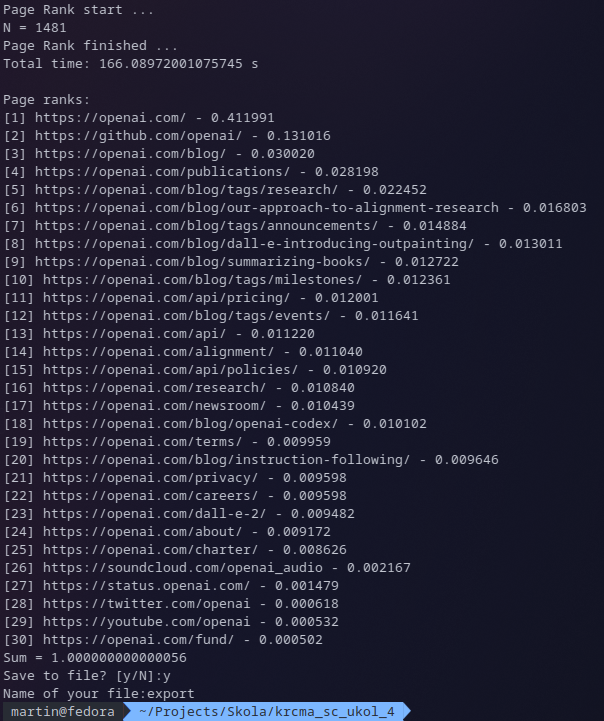 Page Rank start ...
N = 1481
Page Rank finished ...
Total time: 166.08972001075745 s
Page ranks:
[1] https://openai.com/ - 0.411991
[2] https://github.com/openai/ - 0.131016
[3] https://openai.com/blog/ - 0.030020
[4] https://openai.com/publications/ - 0.028198
[5] https://openai.com/blog/tags/research/ - 0.022452
[6] https://openai.com/blog/our-approach-to-alignment-research - 0.016803
[7] https://openai.com/blog/tags/announcements/ - 0.014884
[8] https://openai.com/blog/dall-e-introducing-outpainting/ - 0.013011
[9] https://openai.com/blog/summarizing-books/ - 0.012722
[10] https://openai.com/blog/tags/milestones/ - 0.012361
[11] https://openai.com/api/pricing/ - 0.012001
[12] https://openai.com/blog/tags/events/ - 0.011641
[13] https://openai.com/api/ - 0.011220
[14] https://openai.com/alignment/ - 0.011040
[15] https://openai.com/api/policies/ - 0.010920
[16] https://openai.com/research/ - 0.010840
[17] https://openai.com/newsroom/ - 0.010439
[18] https://openai.com/blog/openai-codex/ - 0.010102
[19] https://openai.com/terms/ - 0.009959
[20] https://openai.com/blog/instruction-following/ - 0.009646
[21] https://openai.com/privacy/ - 0.009598
[22] https://openai.com/careers/ - 0.009598
[23] https://openai.com/dall-e-2/ - 0.009482
[24] https://openai.com/about/ - 0.009172
[25] https://openai.com/charter/ - 0.008626
[26] https://soundcloud.com/openai_audio - 0.002167
[27] https://status.openai.com/ - 0.001479
[28] https://twitter.com/openai - 0.000618
[29] https://youtube.com/openai - 0.000532
[30] https://openai.com/fund/ - 0.000502
Sum = 1.000000000000056
Save to file? [y/N]:y
Name of your file:export
martin@fedora ~/Projects/Skola/krcma_sc_ukol_4